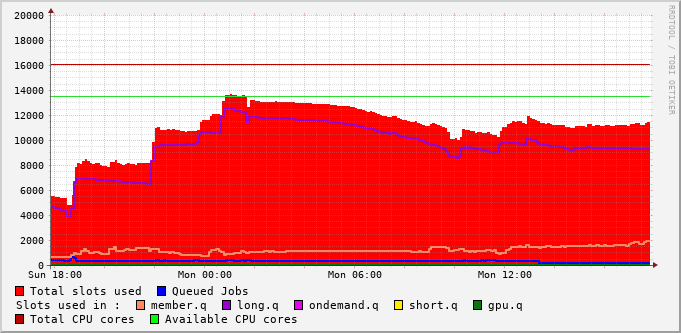 20000
18000
16000
14000
12000
10000
8000
6000
4000
2000
0
Sun 18:00 Mon 00:00 Mon 06:00 Mon 12:00
RRDTOOL / TOBI OETIKER
Total slots used Queued Jobs
Slots used in : member.q long.q ondemand.q short.q gpu.q
Total CPU cores Available CPU cores